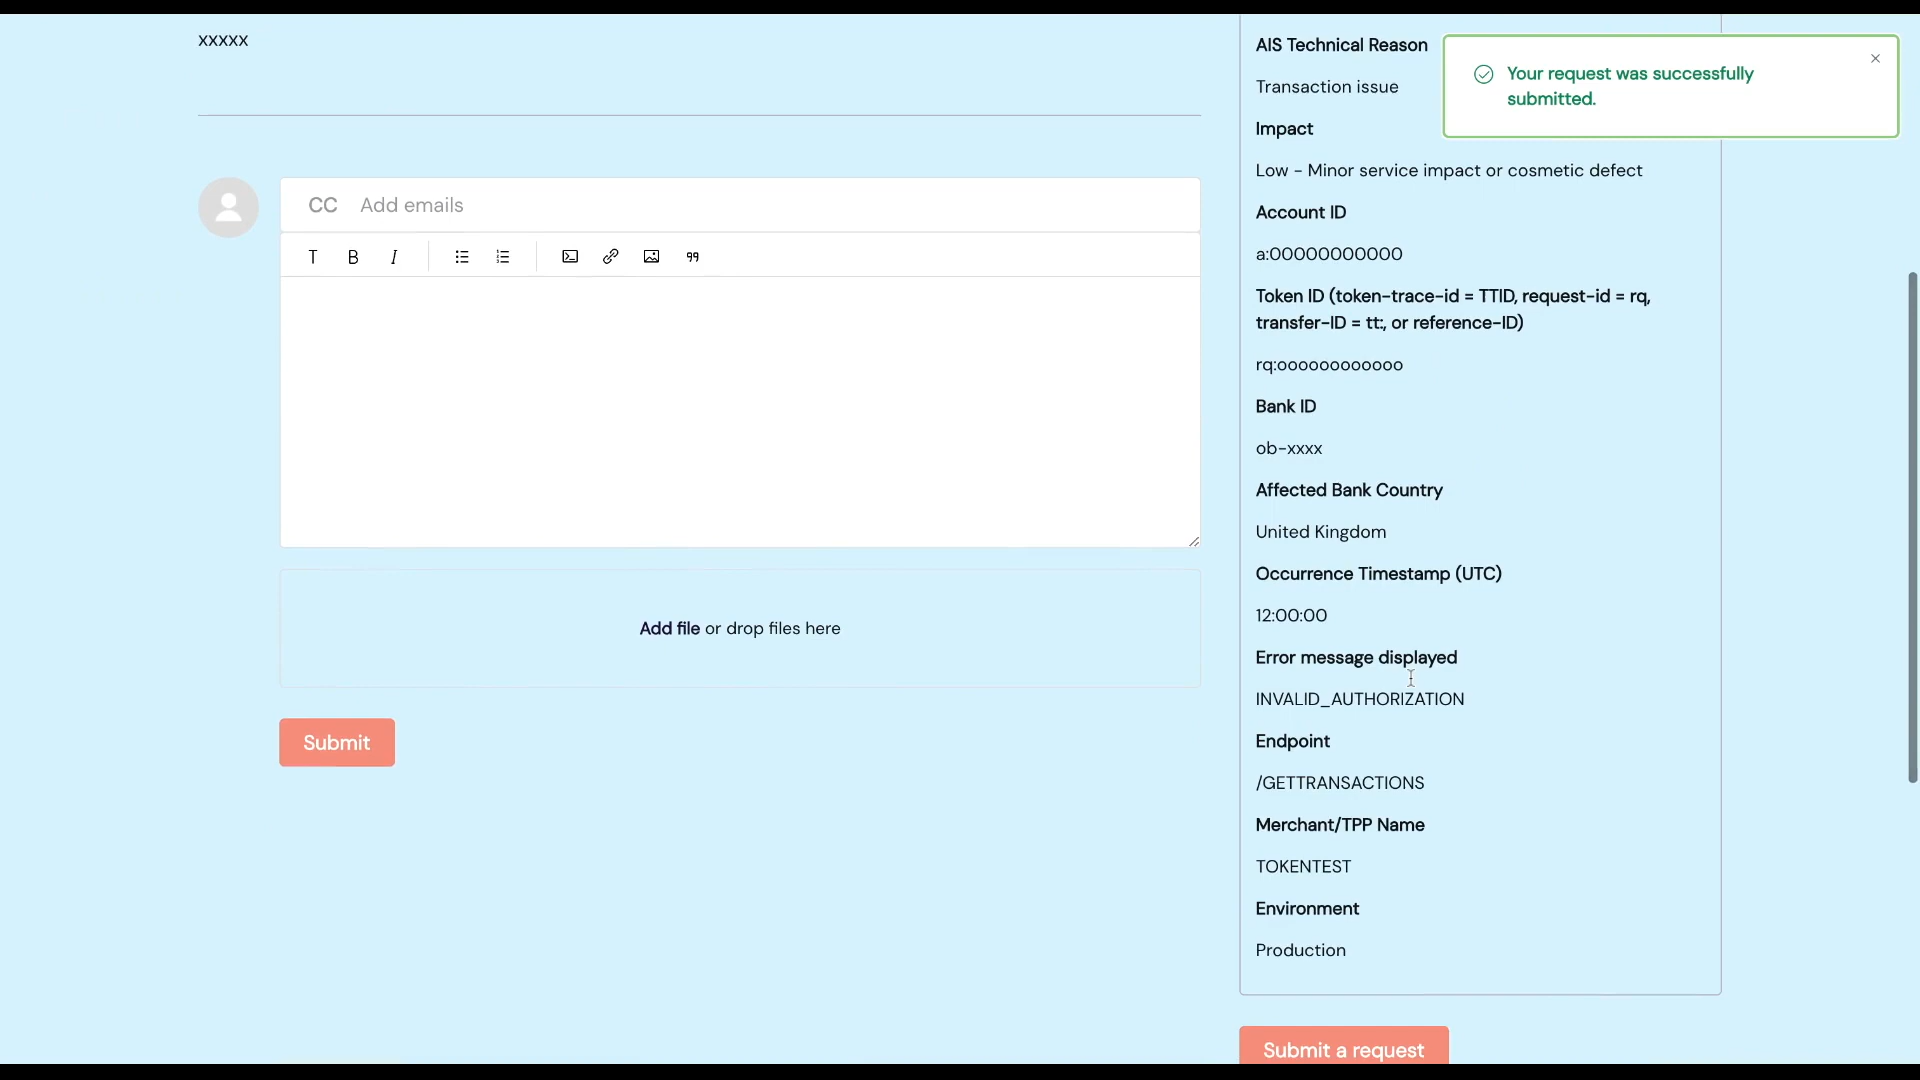 xxxxx
CC Add emails
T B I
Add file or drop files here
Submit
AIS Technical Reason
Transaction issue
Impact
Low - Minor service impact or cosmetic defect
Account ID
a:00000000000
Token ID (token-trace-id = TTID, request-id = rq,
transfer-ID = tt:, or reference-ID)
rq:oooooooooooo
Bank ID
ob-xxxx
Affected Bank Country
United Kingdom
Occurrence Timestamp (UTC)
12:00:00
Error message displayed
INVALID_AUTHORIZATION
Endpoint
/GETTRANSACTIONS
Merchant/TPP Name
TOKENTEST
Environment
Production
Submit a request
Your request was successfully
submitted.